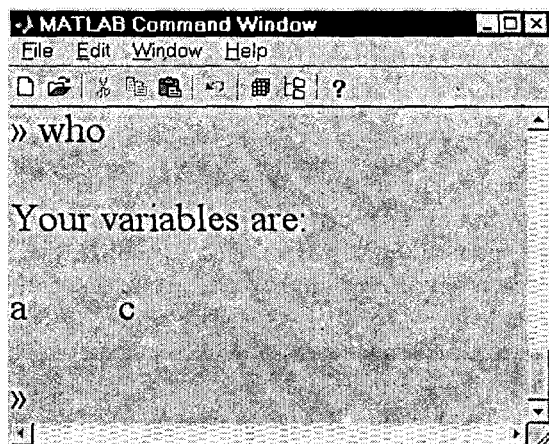 MATLAB Command Window
File Edit Window Help
?
» who
Your variables are:
a c
»